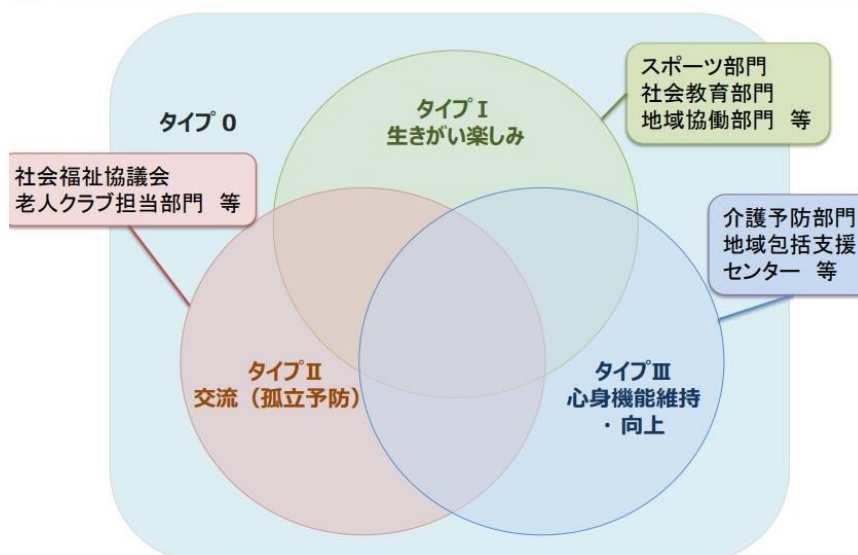 タイプ 0
タイプ Ⅰ
生きがい楽しみ
スポーツ部門
社会教育部門
地域協働部門 等
社会福祉協議会
老人クラブ担当部門 等
介護予防部門
地域包括支援
センター 等
タイプ Ⅱ
交流（孤立予防）
タイプⅢ
心身機能維持
・向上